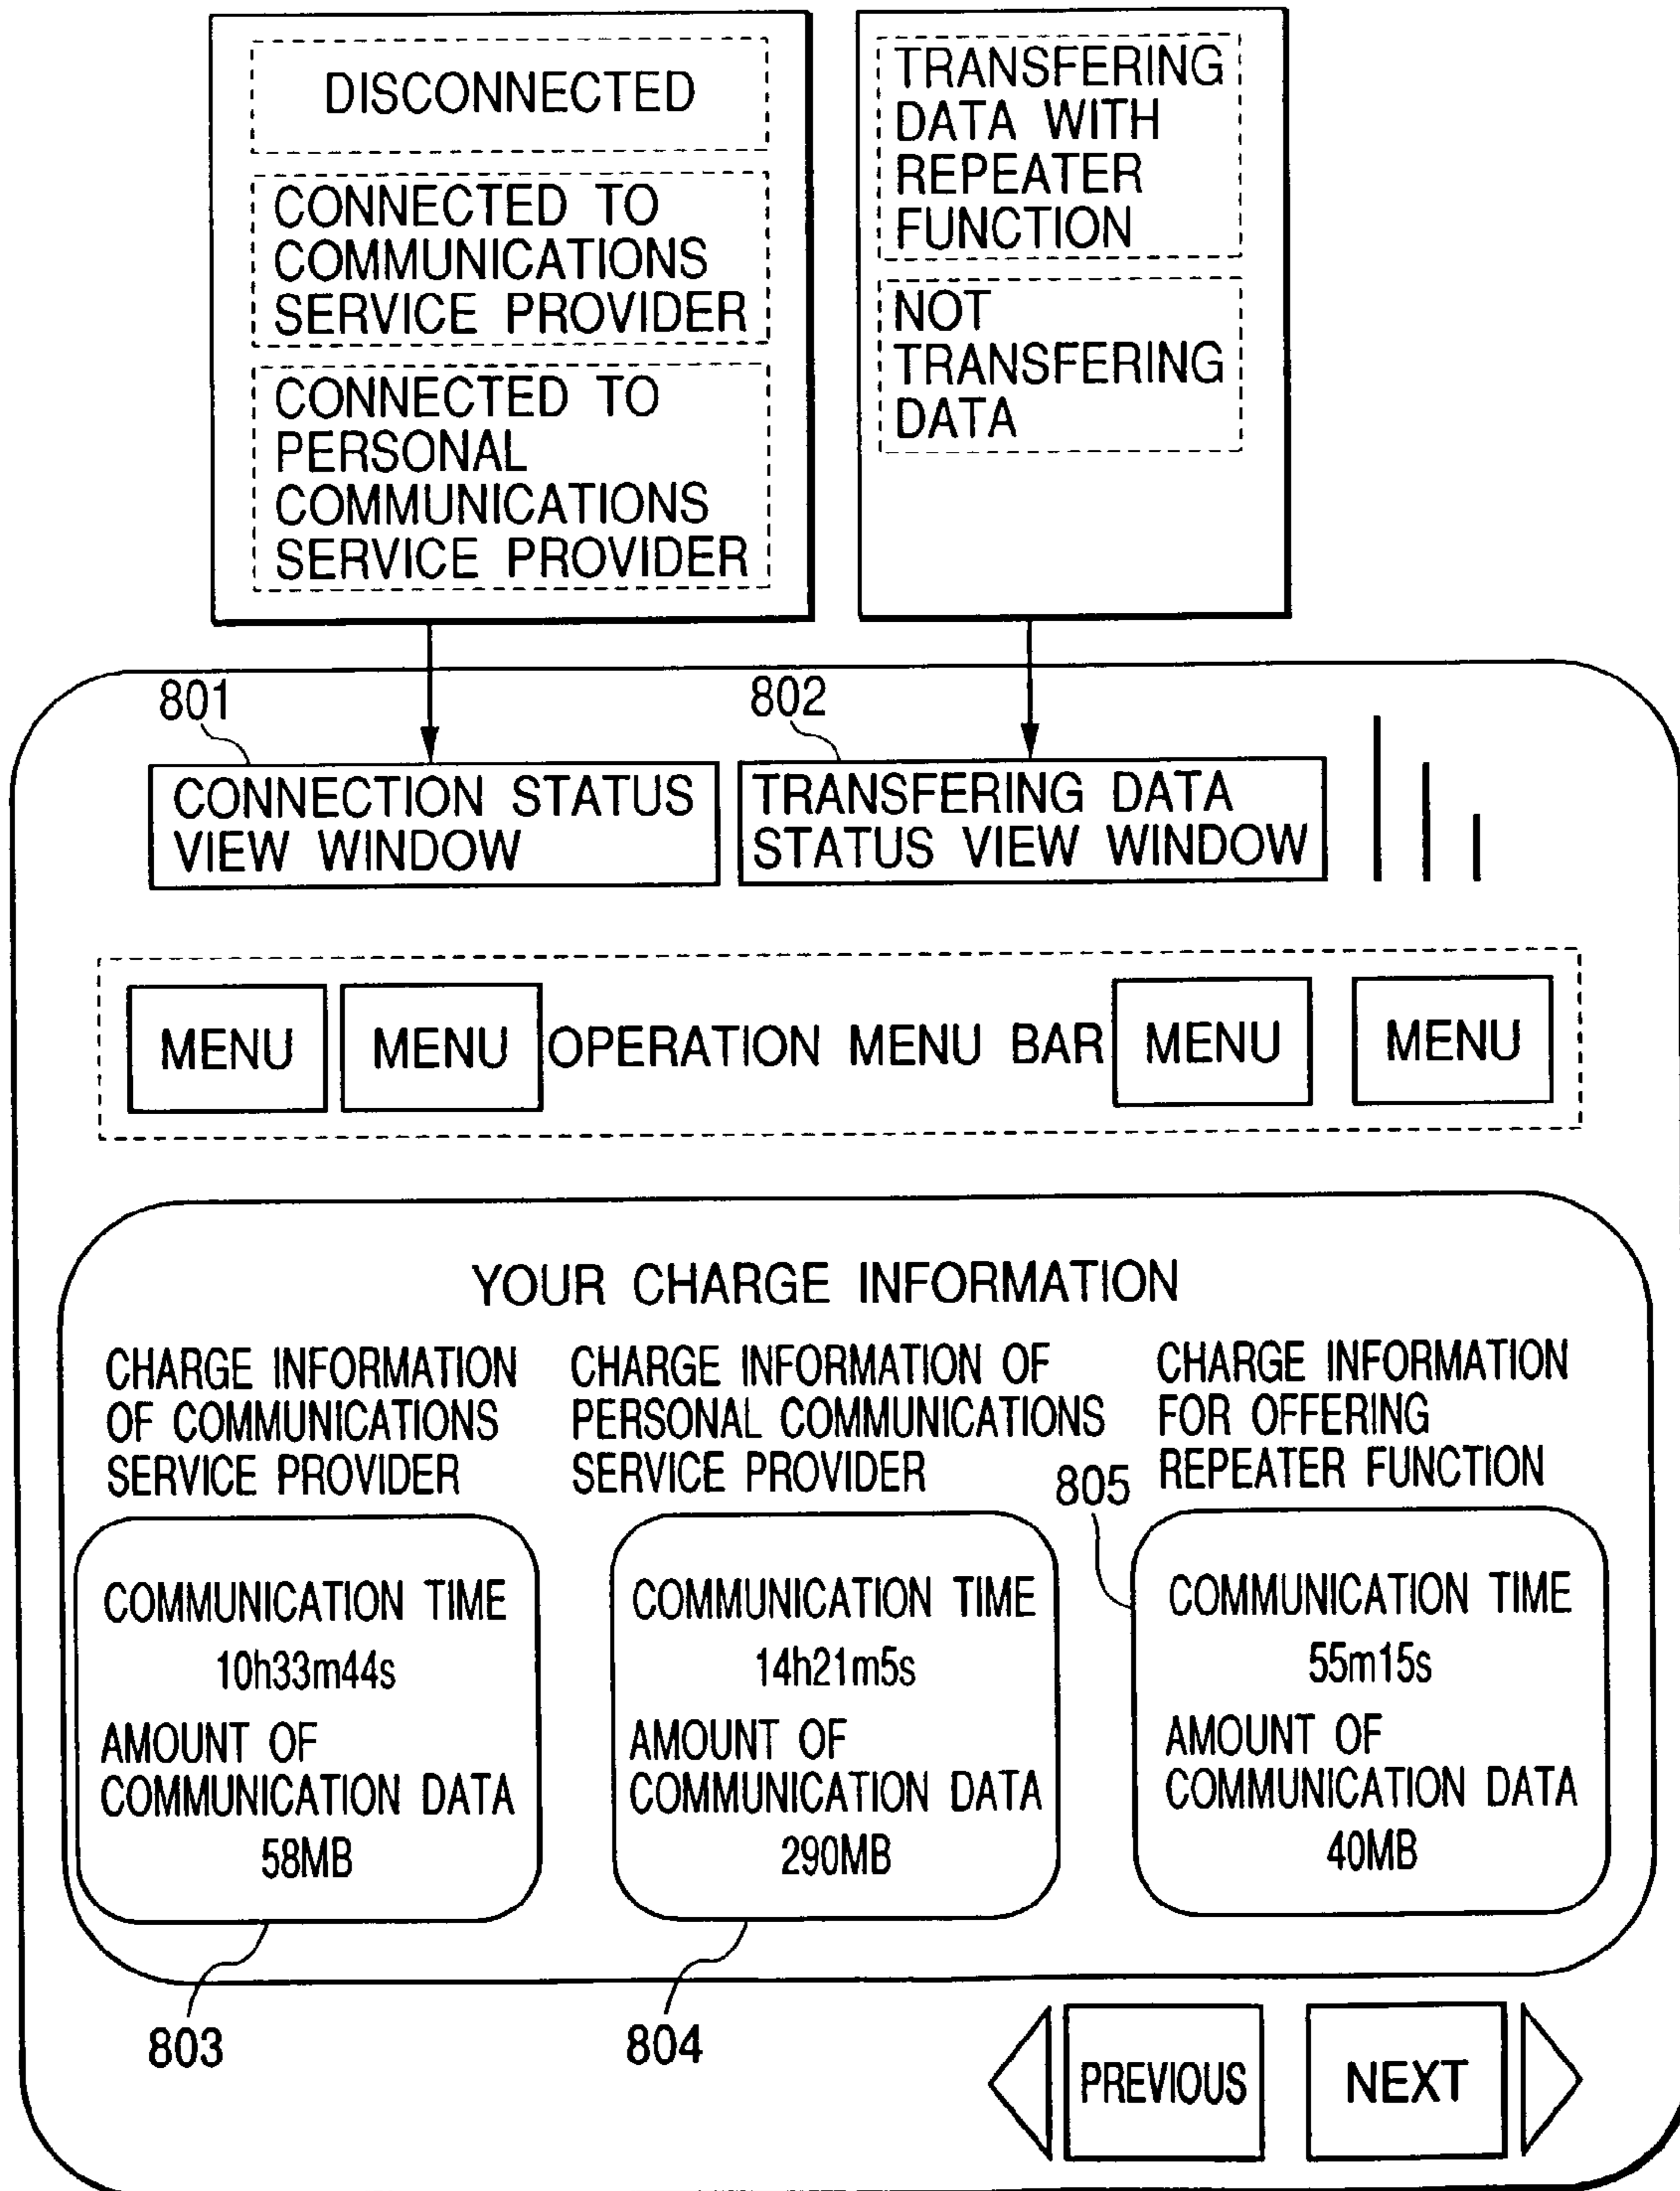 DISCONNECTED
CONNECTED TO
COMMUNICATIONS
SERVICE PROVIDER
CONNECTED TO
PERSONAL
COMMUNICATIONS
SERVICE PROVIDER
TRANSFERING
DATA WITH
REPEATER
FUNCTION
NOT
TRANSFERING
DATA
801
CONNECTION STATUS
VIEW WINDOW
802
TRANSFERING DATA
STATUS VIEW WINDOW
MENU MENU OPERATION MENU BAR MENU MENU
YOUR CHARGE INFORMATION
CHARGE INFORMATION
OF COMMUNICATIONS
SERVICE PROVIDER
CHARGE INFORMATION OF
PERSONAL COMMUNICATIONS
SERVICE PROVIDER
CHARGE INFORMATION
FOR OFFERING
REPEATER FUNCTION
COMMUNICATION TIME
10h33m44s
AMOUNT OF
COMMUNICATION DATA
58MB
803
COMMUNICATION TIME
14h21m5s
AMOUNT OF
COMMUNICATION DATA
290MB
804
805
COMMUNICATION TIME
55m15s
AMOUNT OF
COMMUNICATION DATA
40MB
PREVIOUS NEXT